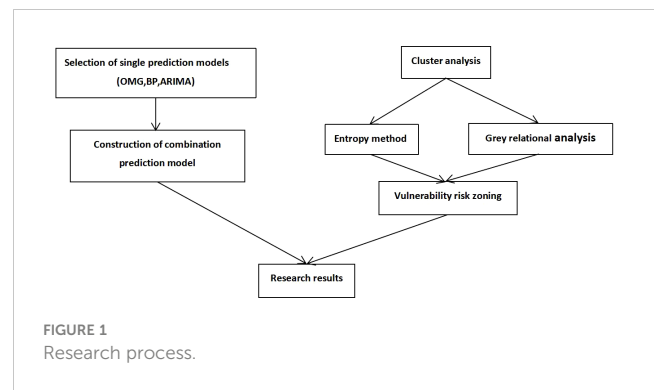 Selection of single prediction models
(OMG,BP,ARIMA)
Cluster analysis
Construction of combination
prediction model
Entropy method
Grey relational analysis
Vulnerability risk zoning
Research results
FIGURE 1
Research process.